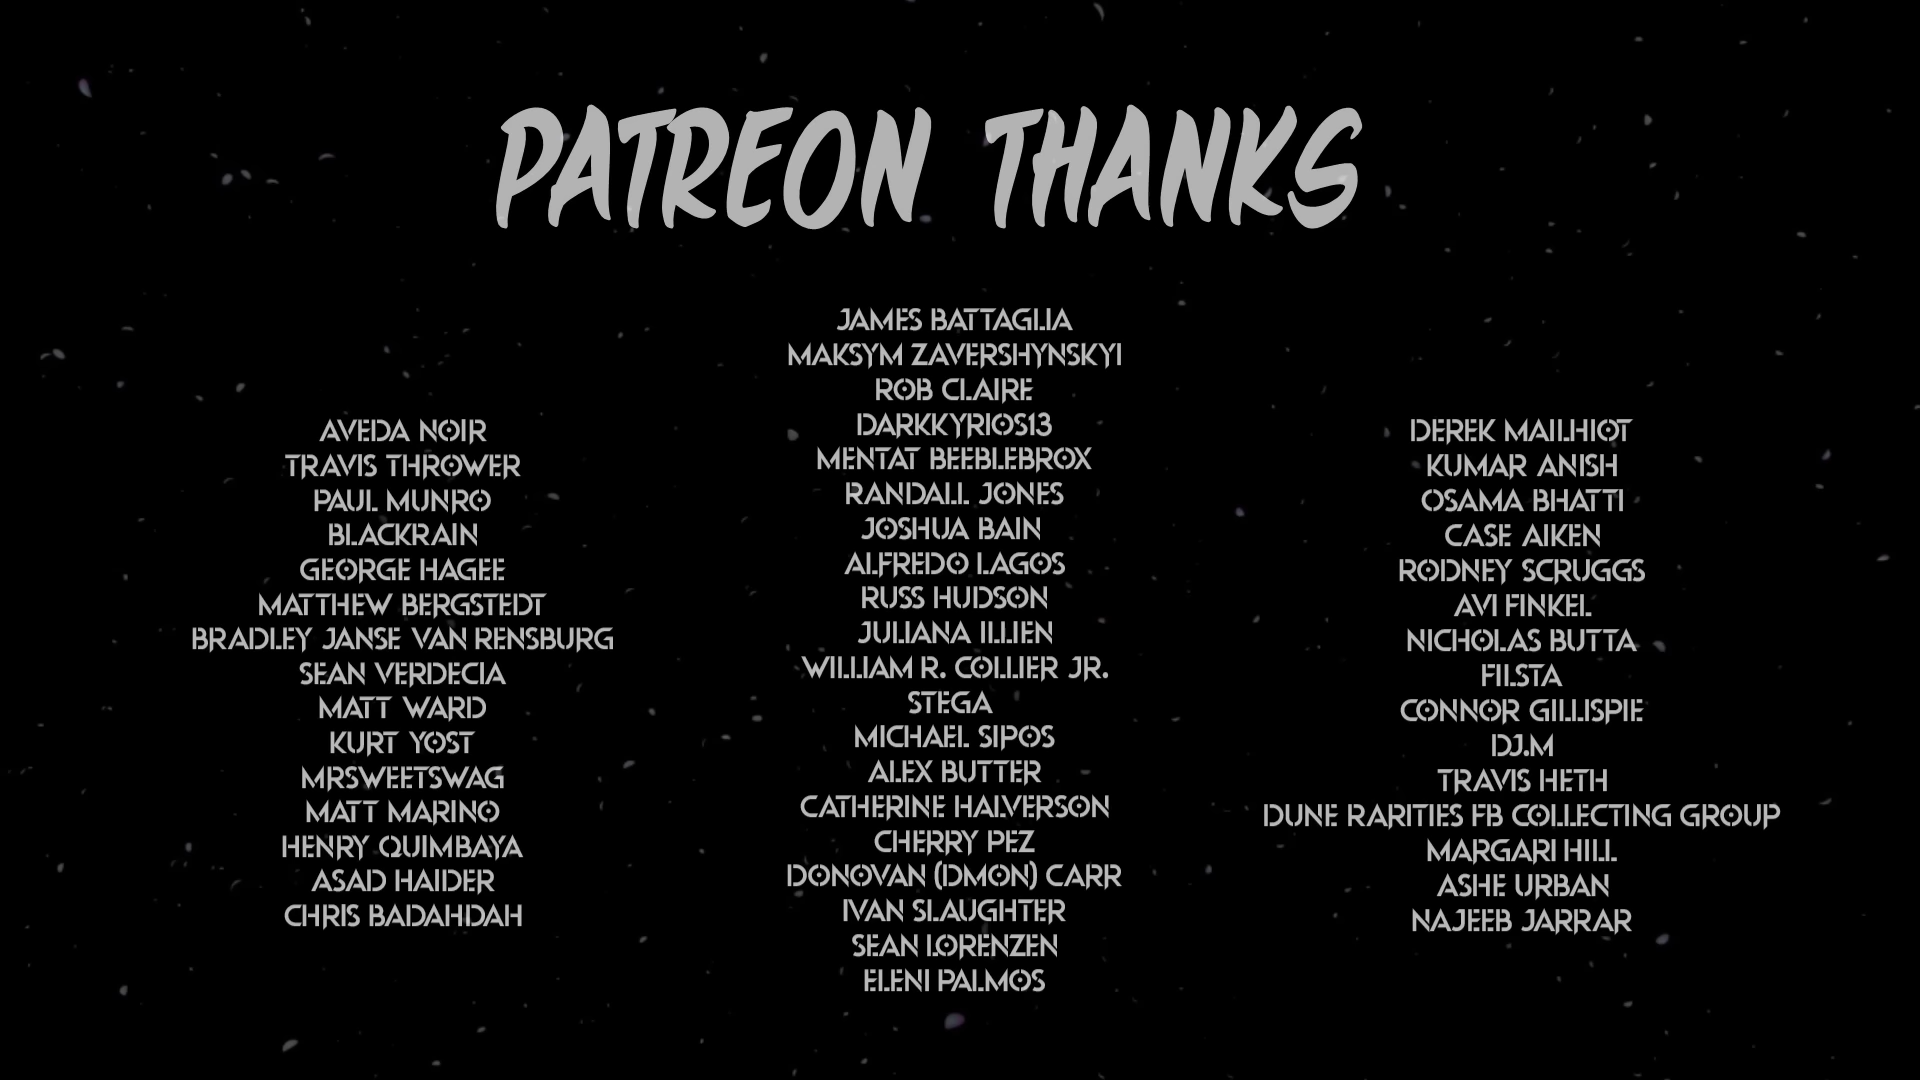 PATREON THANKS
AVEDA NOIR
TRAVIS THROWER
PAUL MUNRO
BLACKRAIN
GEORGE HAGEE
MATTHEW BERGSTEDT
BRADLEY JANSE VAN RENSBURG
SEAN VERDECIA
MATT WARD
KURT YOST
MRSWEETSWAG
MATT MARINO
HENRY QUIMBAYA
ASAD HAIDER
CHRIS BADAHDAH
JAMES BATTAGLIA
MAKSYM ZAVERSHYNSKYI
ROB CLAIRE
DARKKYRIOS13
MENTAT BEEBLEBROX
RANDALL JONES
JOSHUA BAIN
ALFREDO LAGOS
RUSS HUDSON
JULIANA ILLIEN
WILLIAM R. COLLIER JR.
STEGA
MICHAEL SIPOS
ALEX BUTTER
CATHERINE HALVERSON
CHERRY PEZ
DONOVAN (DMON) CARR
IVAN SLAUGHTER
SEAN LORENZEN
ELENI PALMOS
DEREK MAILHIOT
KUMAR ANISH
OSAMA BHATTI
CASE AIKEN
RODNEY SCRUGGS
AVI FINKEL
NICHOLAS BUTTA
FILSTA
CONNOR GILLISPIE
DJ.M
TRAVIS HETH
DUNE RARITIES FB COLLECTING GROUP
MARGARI HILL
ASHE URBAN
NAJEEB JARRAR